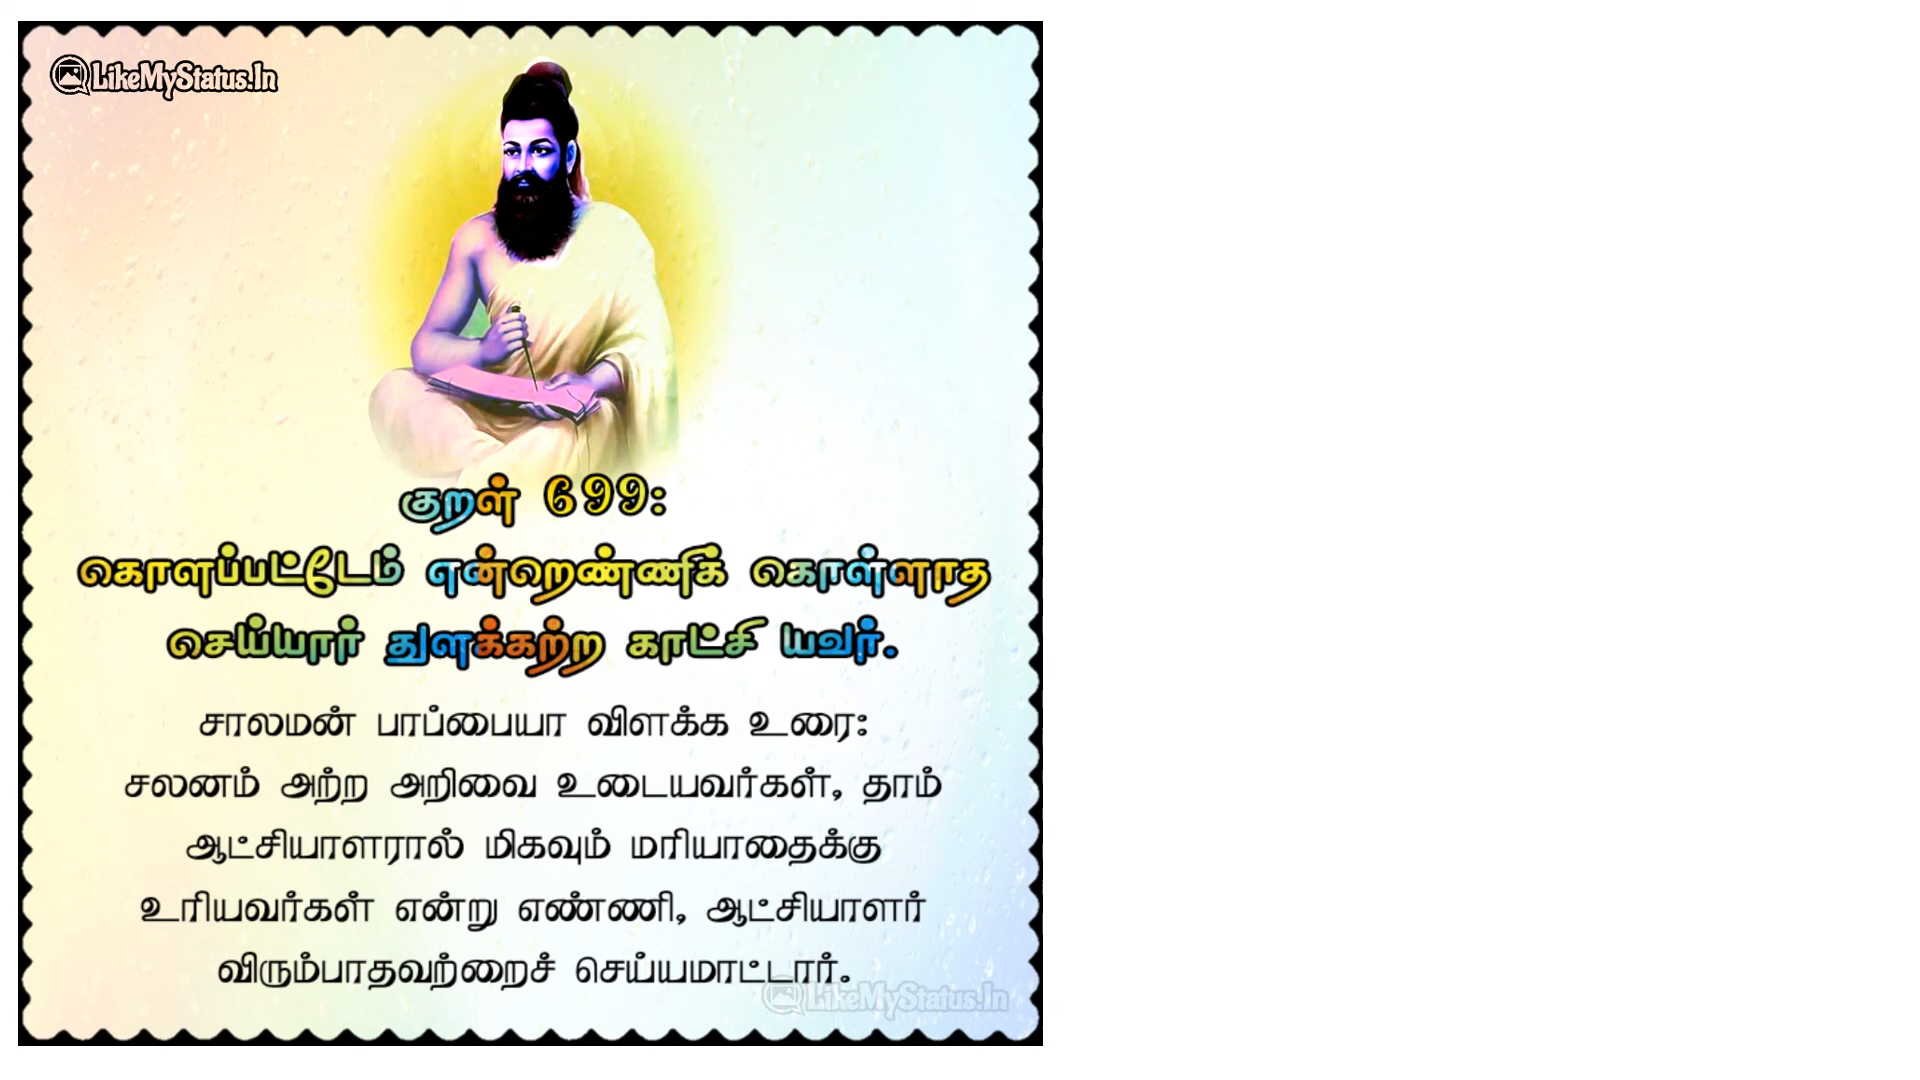 LikeMyStatus.In
குறள் 699:
கொளப்பட்டேம் என்றெண்ணிக் கொள்ளாத
செய்யார் துளக்கற்ற காட்சி யவர்.
சாலமன் பாப்பையா விளக்க உரை:
சலனம் அற்ற அறிவை உடையவர்கள், தாம்
ஆட்சியாளரால் மிகவும் மரியாதைக்கு
உரியவர்கள் என்று எண்ணி, ஆட்சியாளர்
விரும்பாதவற்றைச் செய்யமாட்டார்.
LikeMyStatus.In